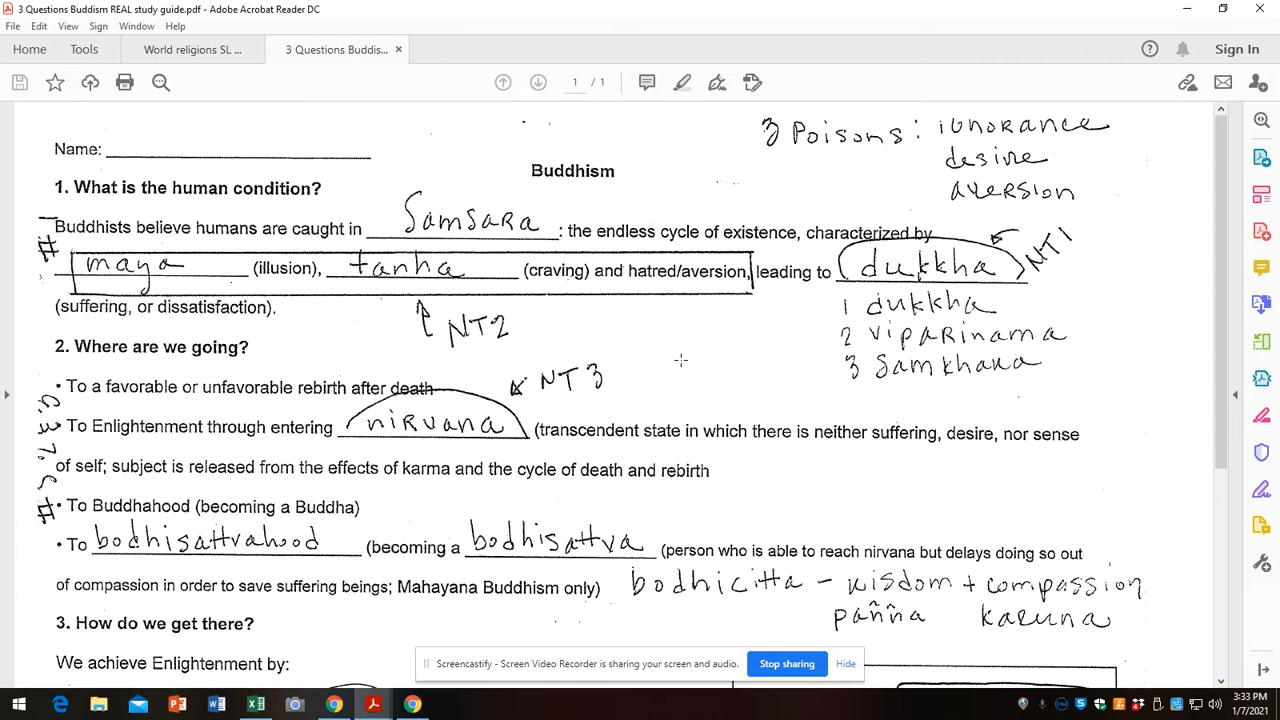 3 Questions Buddism REAL study guide.pdf - Adobe Acrobat Reader DC
File Edit View Sign Window Help
Home Tools World religions SL ... 3 Questions Buddis... × Sign In
1 / 1
3 Poisons: ignorance
desire
aversion
Name:
Buddhism
1. What is the human condition?
Buddhists believe humans are caught in Samsara : the endless cycle of existence, characterized by
maya (illusion), tanha (craving) and hatred/aversion, leading to dukkha NT1
(suffering, or dissatisfaction).
NT2
1 dukkha
2 viparinama
3 Samkhara
2. Where are we going?
• To a favorable or unfavorable rebirth after death
NT 3
• To Enlightenment through entering nirvana (transcendent state in which there is neither suffering, desire, nor sense
of self; subject is released from the effects of karma and the cycle of death and rebirth
• To Buddhahood (becoming a Buddha)
• To bodhisattvahood (becoming a bodhisattva (person who is able to reach nirvana but delays doing so out
of compassion in order to save suffering beings; Mahayana Buddhism only) bodhicitta - wisdom + compassion
pañña karuna
3. How do we get there?
We achieve Enlightenment by:
Screencastify - Screen Video Recorder is sharing your screen and audio. Stop sharing Hide
3:33 PM
1/7/2021